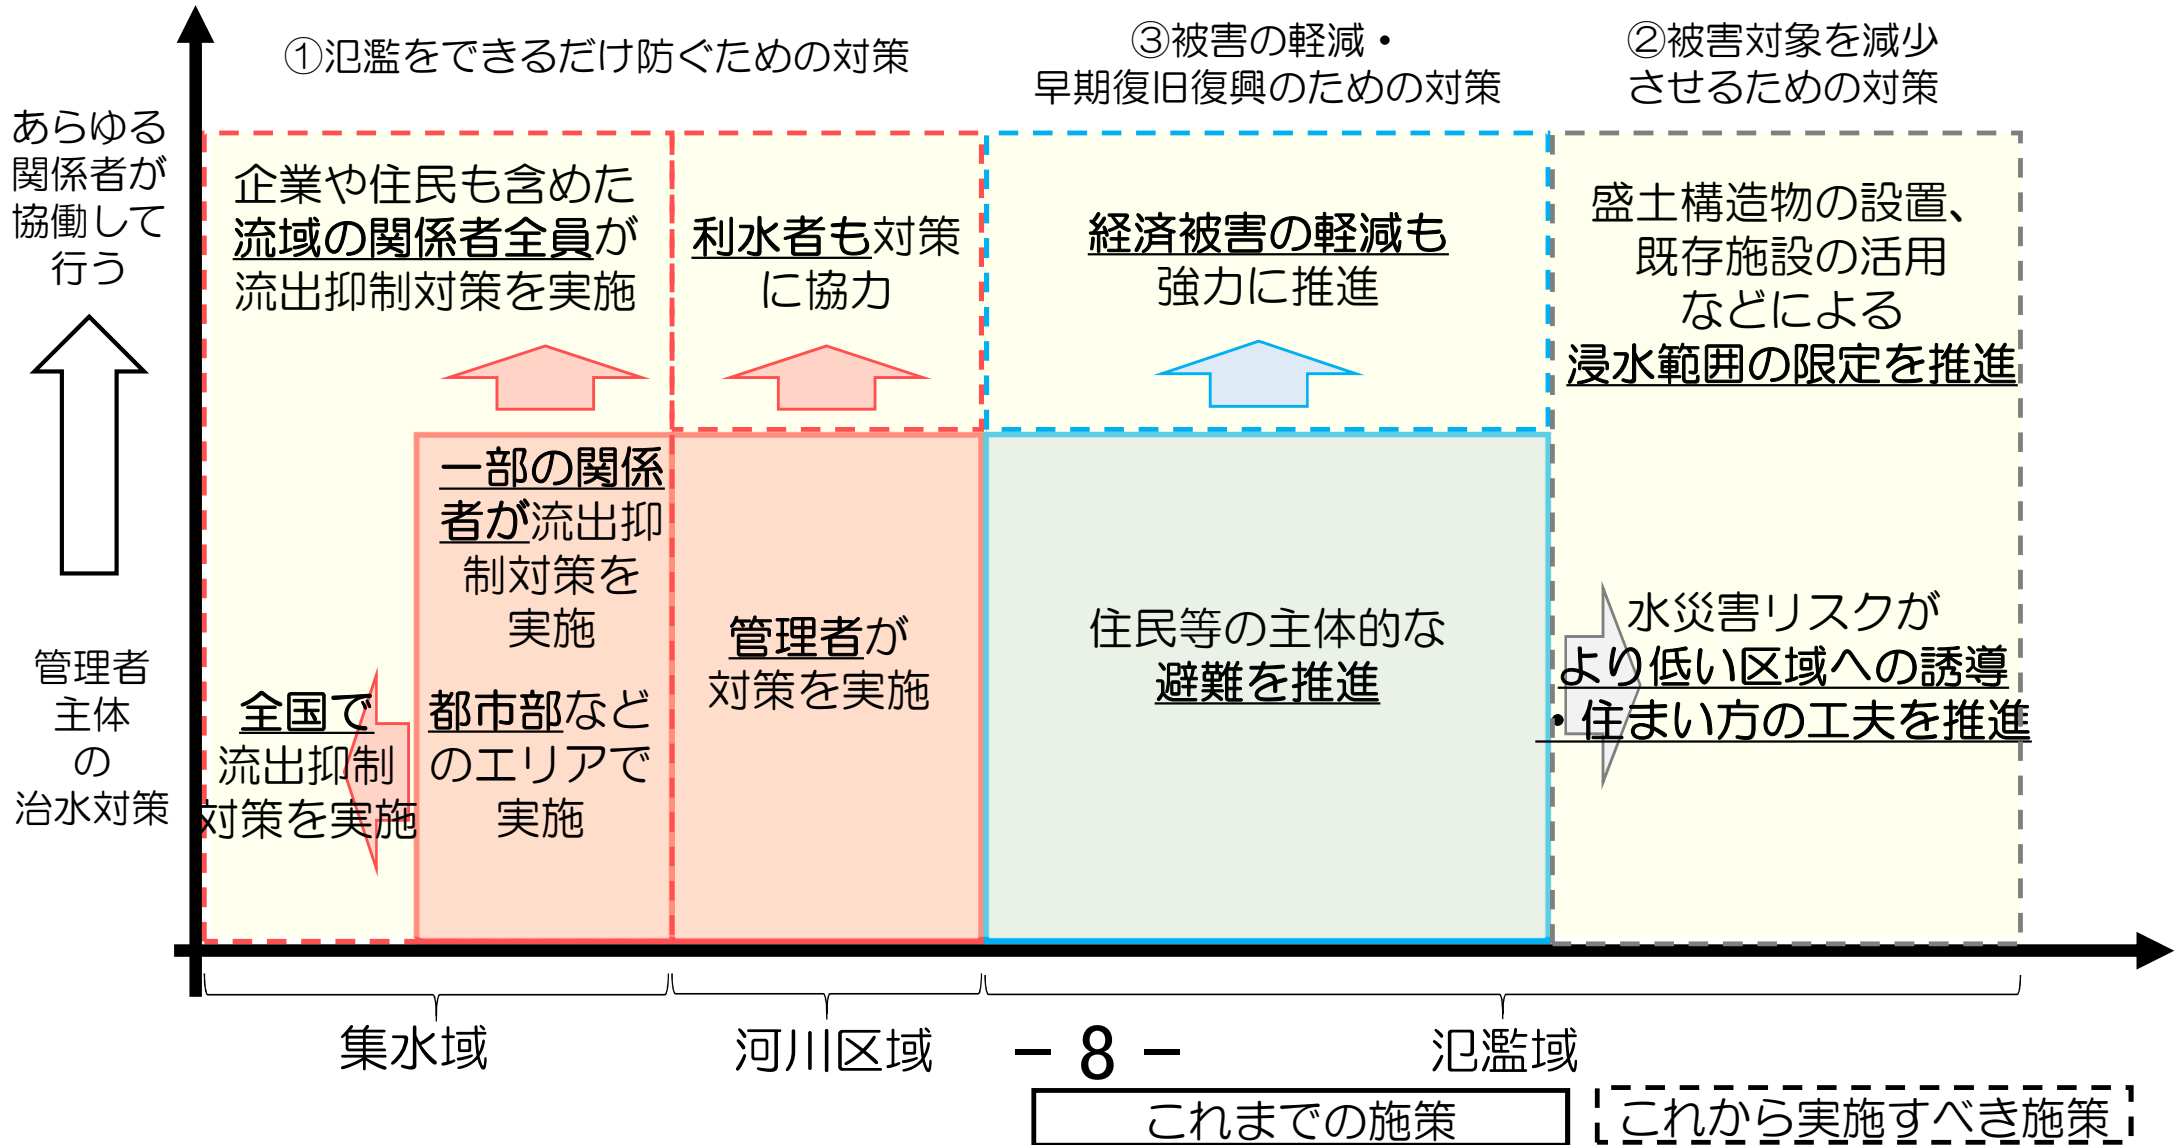 ①氾濫をできるだけ防ぐための対策
③被害の軽減・
早期復旧復興のための対策
②被害対象を減少
させるための対策
あらゆる
関係者が
協働して
行う
管理者
主体
の
治水対策
企業や住民も含めた
流域の関係者全員が
流出抑制対策を実施
利水者も対策
に協力
経済被害の軽減も
強力に推進
盛土構造物の設置、
既存施設の活用
などによる
浸水範囲の限定を推進
全国で
流出抑制
対策を実施
一部の関係
者が流出抑
制対策を
実施
都市部など
のエリアで
実施
管理者が
対策を実施
住民等の主体的な
避難を推進
水災害リスクが
より低い区域への誘導
・住まい方の工夫を推進
集水域
河川区域
氾濫域
- 8 -
これまでの施策
これから実施すべき施策